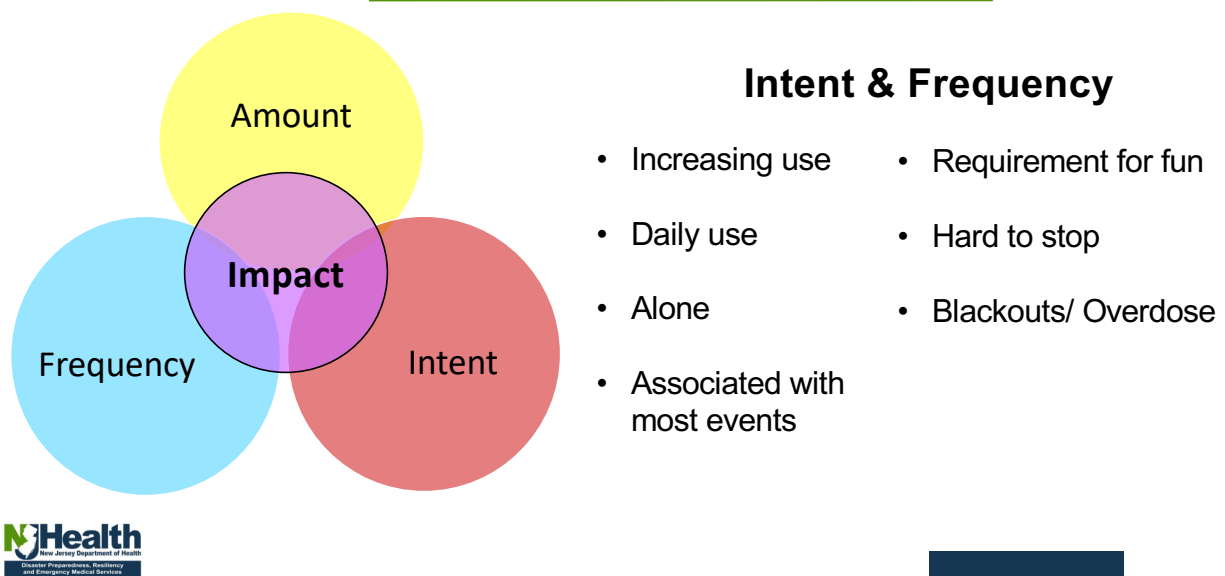 Amount
Impact
Frequency
Intent
Intent & Frequency
• Increasing use
• Daily use
• Alone
• Associated with
most events
• Requirement for fun
• Hard to stop
• Blackouts/ Overdose
NJHealth
New Jersey Department of Health
Disaster Preparedness, Resiliency
and Emergency Medical Services